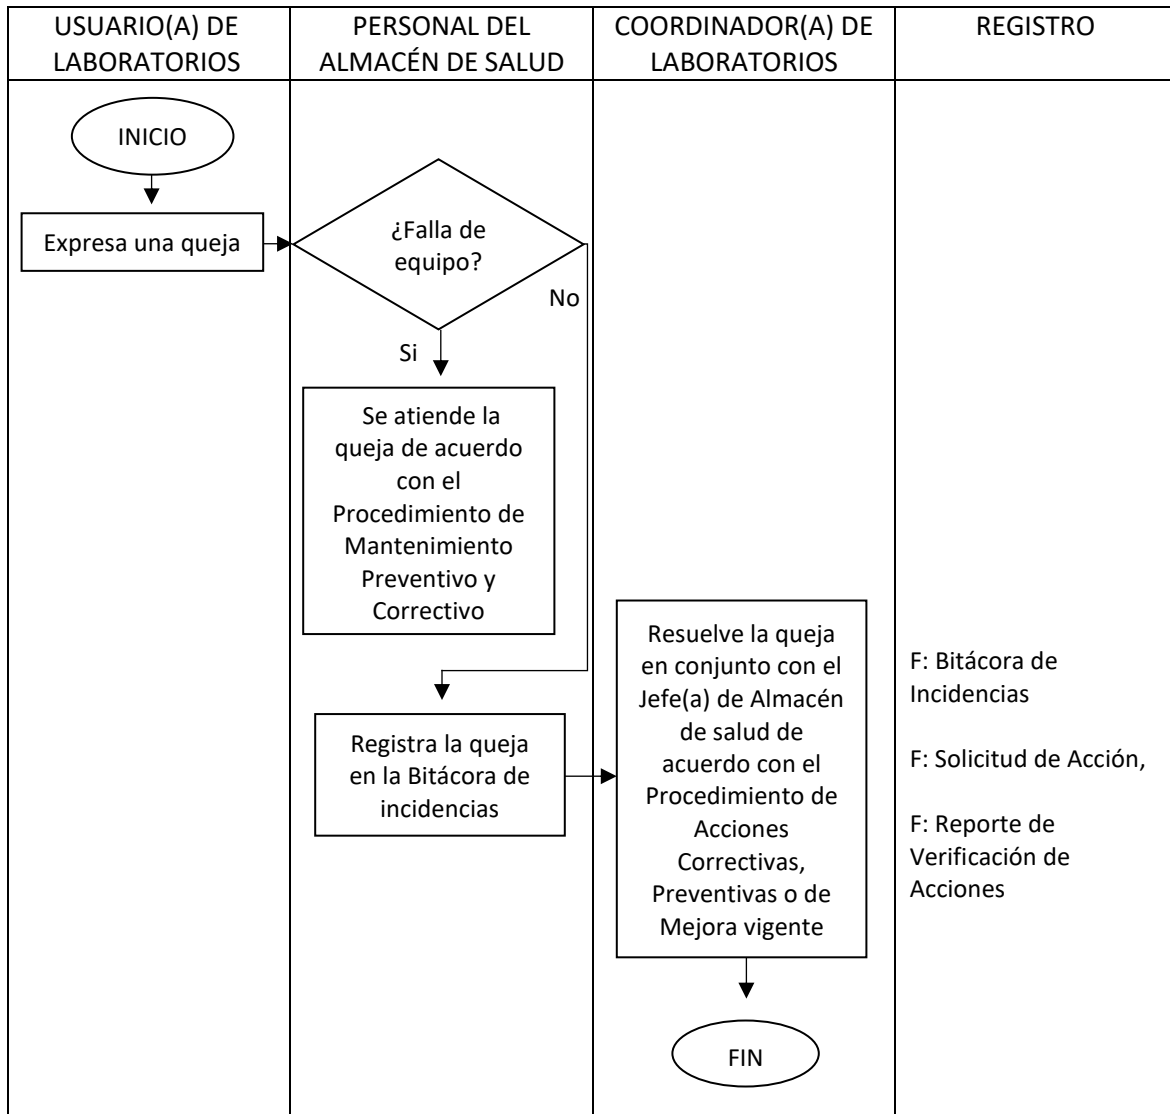 USUARIO(A) DE
LABORATORIOS
PERSONAL DEL
ALMACÉN DE SALUD
COORDINADOR(A) DE
LABORATORIOS
REGISTRO
INICIO
Expresa una queja
¿Falla de
equipo?
No
Si
Se atiende la
queja de acuerdo
con el
Procedimiento de
Mantenimiento
Preventivo y
Correctivo
Registra la queja
en la Bitácora de
incidencias
Resuelve la queja
en conjunto con el
Jefe(a) de Almacén
de salud de
acuerdo con el
Procedimiento de
Acciones
Correctivas,
Preventivas o de
Mejora vigente
FIN
F: Bitácora de
Incidencias
F: Solicitud de Acción,
F: Reporte de
Verificación de
Acciones